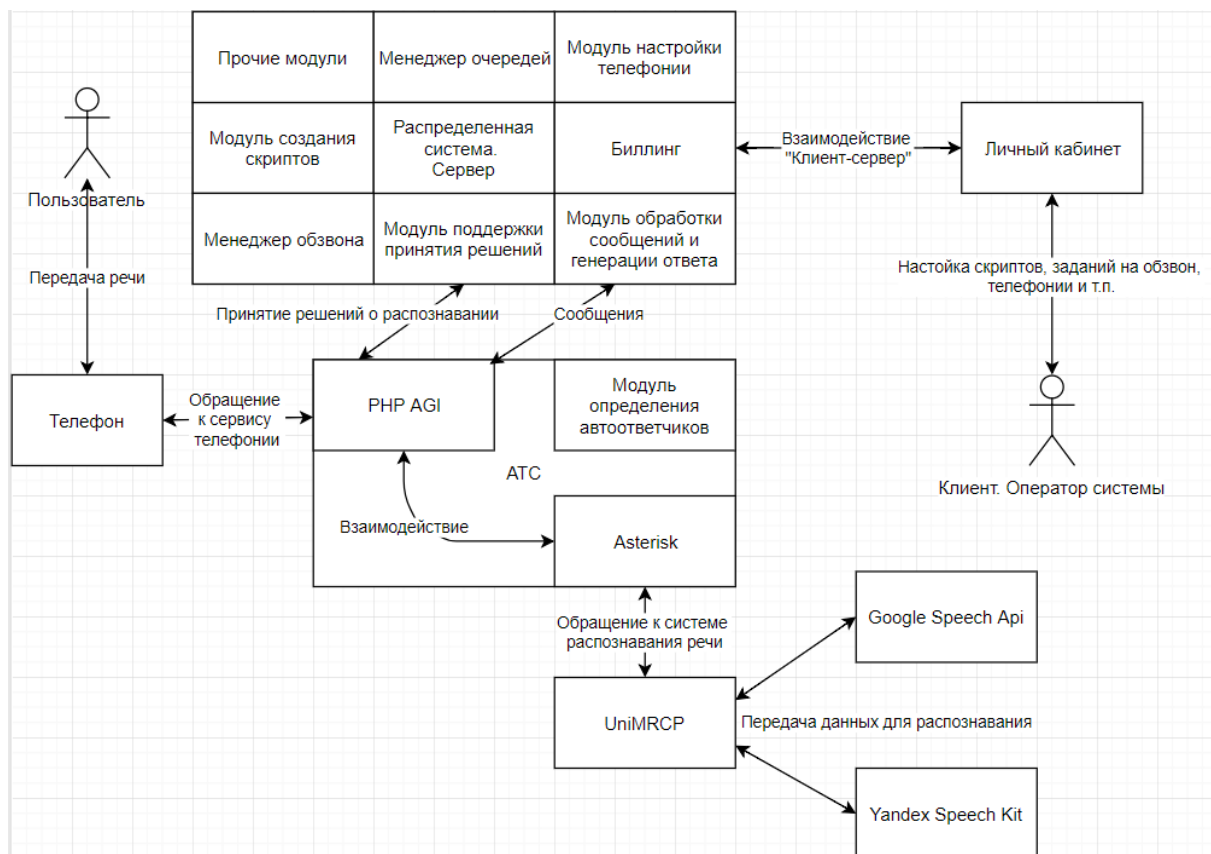 Прочие модули
Менеджер очередей
Модуль настройки
телефонии
Модуль создания
скриптов
Распределенная
система.
Сервер
Биллинг
Взаимодействие
"Клиент-сервер"
Личный кабинет
Пользователь
Менеджер обзвона
Модуль поддержки
принятия решений
Модуль обработки
сообщений и
генерации ответа
Передача речи
Настойка скриптов, заданий на обзвон,
телефонии и т.п.
Принятие решений о распознавании
Сообщения
Телефон
Обращение
к сервису
телефонии
PHP AGI
Модуль
определения
автоответчиков
АТС
Клиент. Оператор системы
Взаимодействие
Asterisk
Обращение к системе
распознавания речи
Google Speech Api
UniMRCP
Передача данных для распознавания
Yandex Speech Kit